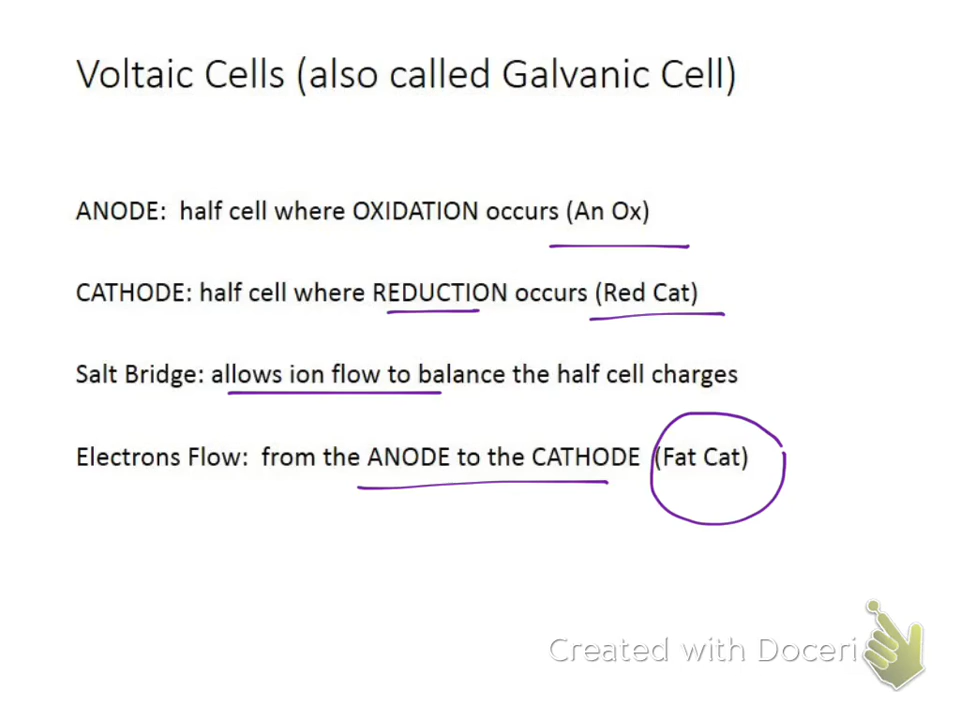 Voltaic Cells (also called Galvanic Cell)
ANODE: half cell where OXIDATION occurs (An Ox)
CATHODE: half cell where REDUCTION occurs (Red Cat)
Salt Bridge: allows ion flow to balance the half cell charges
Electrons Flow: from the ANODE to the CATHODE (Fat Cat)
Created with Doceri